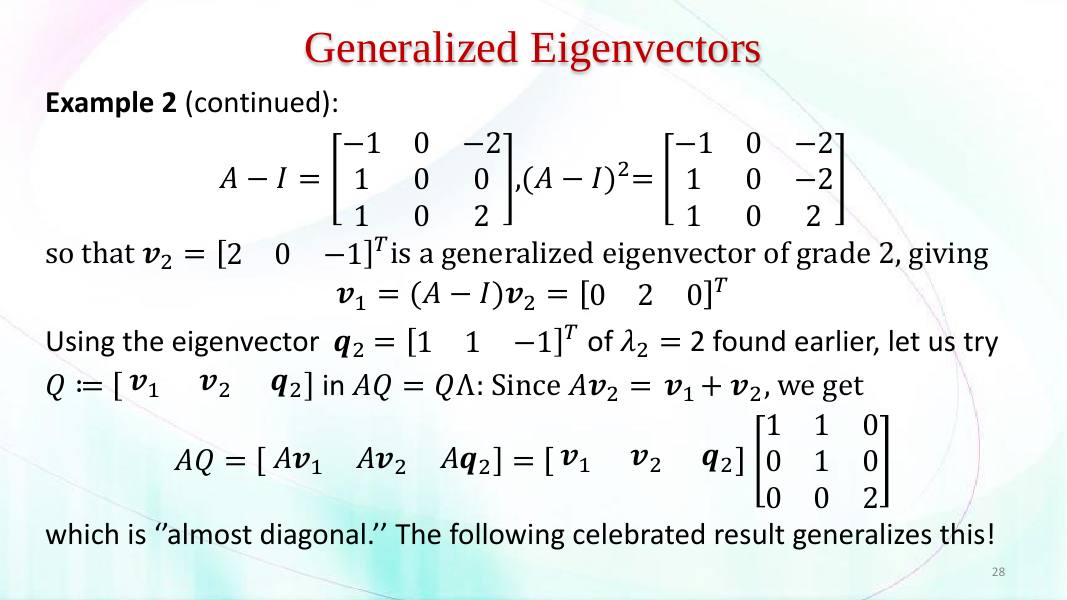 Generalized Eigenvectors
Example 2 (continued):
A − I = [−1 0 −2; 1 0 0; 1 0 2] ,(A − I)²= [−1 0 −2; 1 0 −2; 1 0 2]
so that v₂ = [2 0 −1]ᵀ is a generalized eigenvector of grade 2, giving
v₁ = (A − I)v₂ = [0 2 0]ᵀ
Using the eigenvector q₂ = [1 1 −1]ᵀ of λ₂ = 2 found earlier, let us try
Q ≔ [ v₁ v₂ q₂] in AQ = QΛ: Since Av₂ = v₁ + v₂, we get
AQ = [ Av₁ Av₂ Aq₂] = [ v₁ v₂ q₂] [1 1 0; 0 1 0; 0 0 2]
which is ‘’almost diagonal.’’ The following celebrated result generalizes this!
28